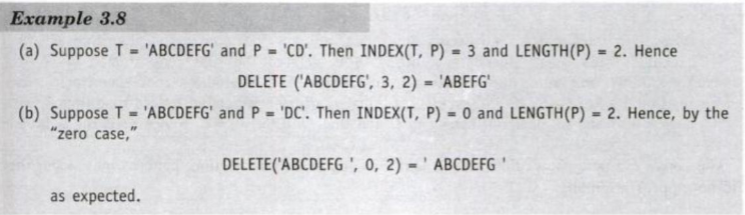 Example 3.8
(a) Suppose T = 'ABCDEFG' and P = 'CD'. Then INDEX(T, P) = 3 and LENGTH(P) = 2. Hence
DELETE ('ABCDEFG', 3, 2) = 'ABEFG'
(b) Suppose T = 'ABCDEFG' and P = 'DC'. Then INDEX(T, P) = 0 and LENGTH(P) = 2. Hence, by the
"zero case,"
DELETE('ABCDEFG ', 0, 2) = ' ABCDEFG '
as expected.